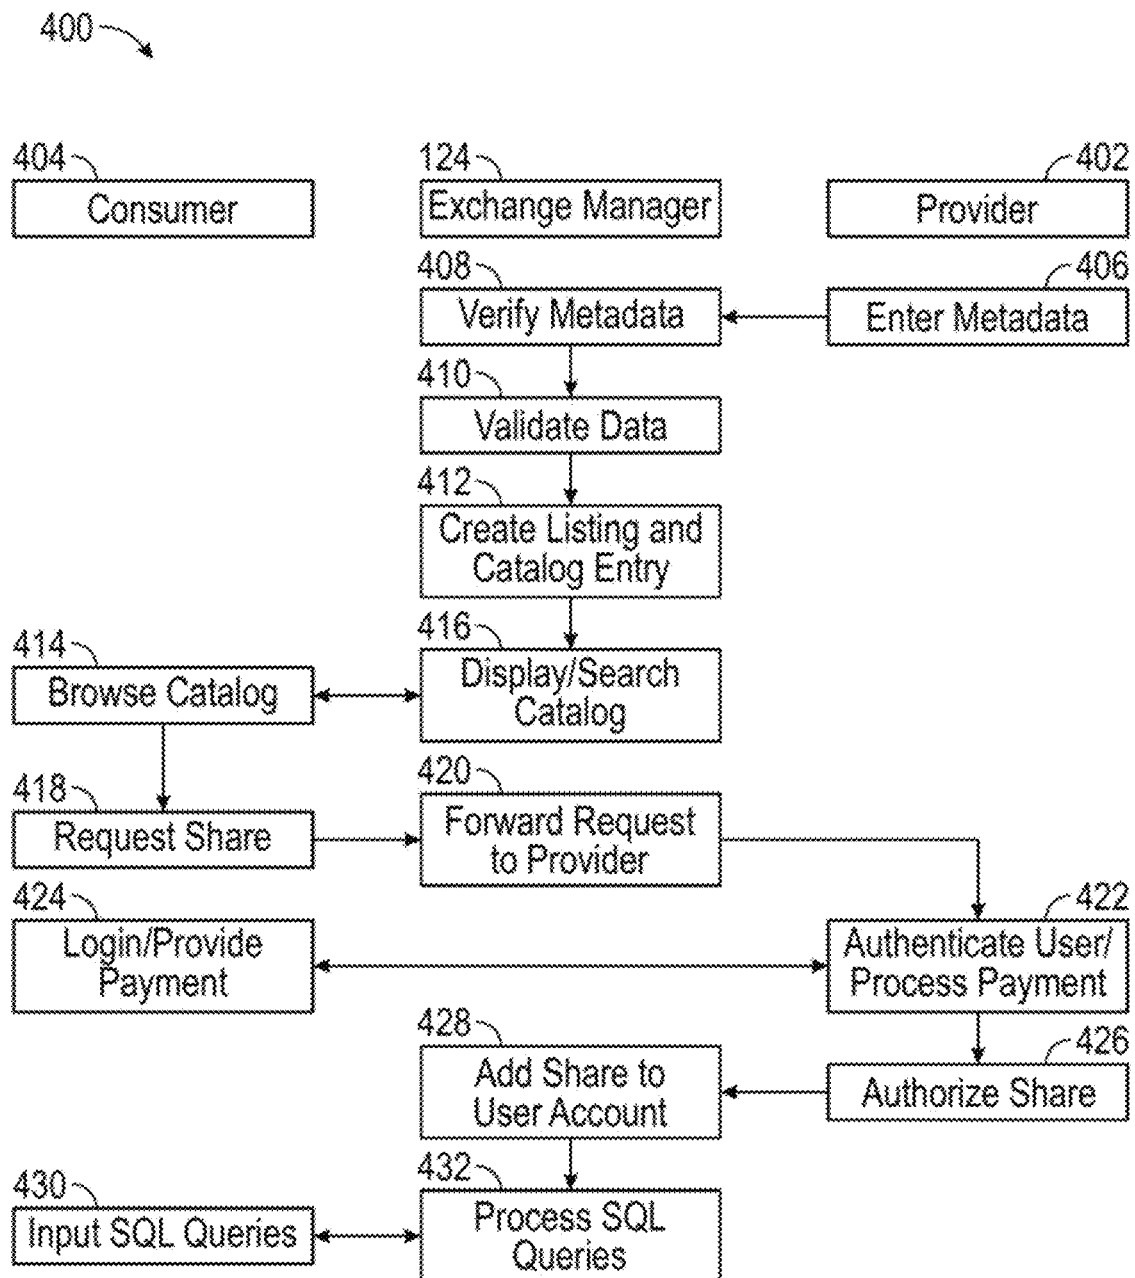 400
404
124
402
Consumer
Exchange Manager
Provider
408
406
Verify Metadata
Enter Metadata
410
Validate Data
412
Create Listing and
Catalog Entry
414
416
Browse Catalog
Display/Search
Catalog
418
420
Request Share
Forward Request
to Provider
424
422
Login/Provide
Payment
Authenticate User/
Process Payment
428
426
Add Share to
User Account
Authorize Share
430
432
Input SQL Queries
Process SQL
Queries